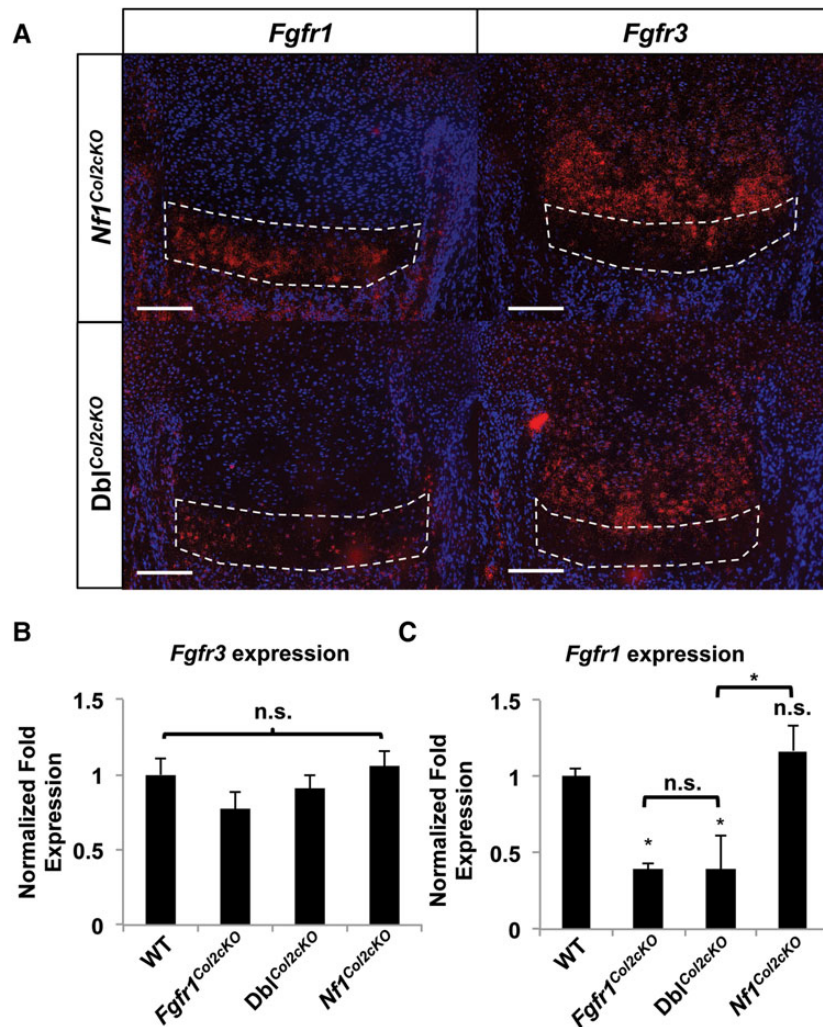 A
Fgfr1
Fgfr3
Nf1Col2cKO
DblCol2cKO
B
Fgfr3 expression
n.s.
Normalized Fold
Expression
1.5
1
0.5
0
WT
Fgfr1Col2cKO
DblCol2cKO
Nf1Col2cKO
C
Fgfr1 expression
*
n.s.
n.s.
*
*
Normalized Fold
Expression
1.5
1
0.5
0
WT
Fgfr1Col2cKO
DblCol2cKO
Nf1Col2cKO